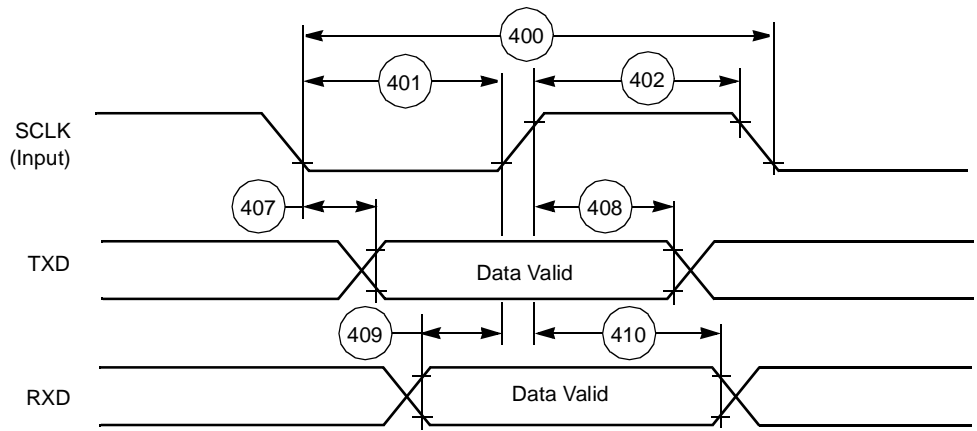 400
401
402
SCLK
(Input)
407
408
TXD
Data Valid
409
410
RXD
Data Valid